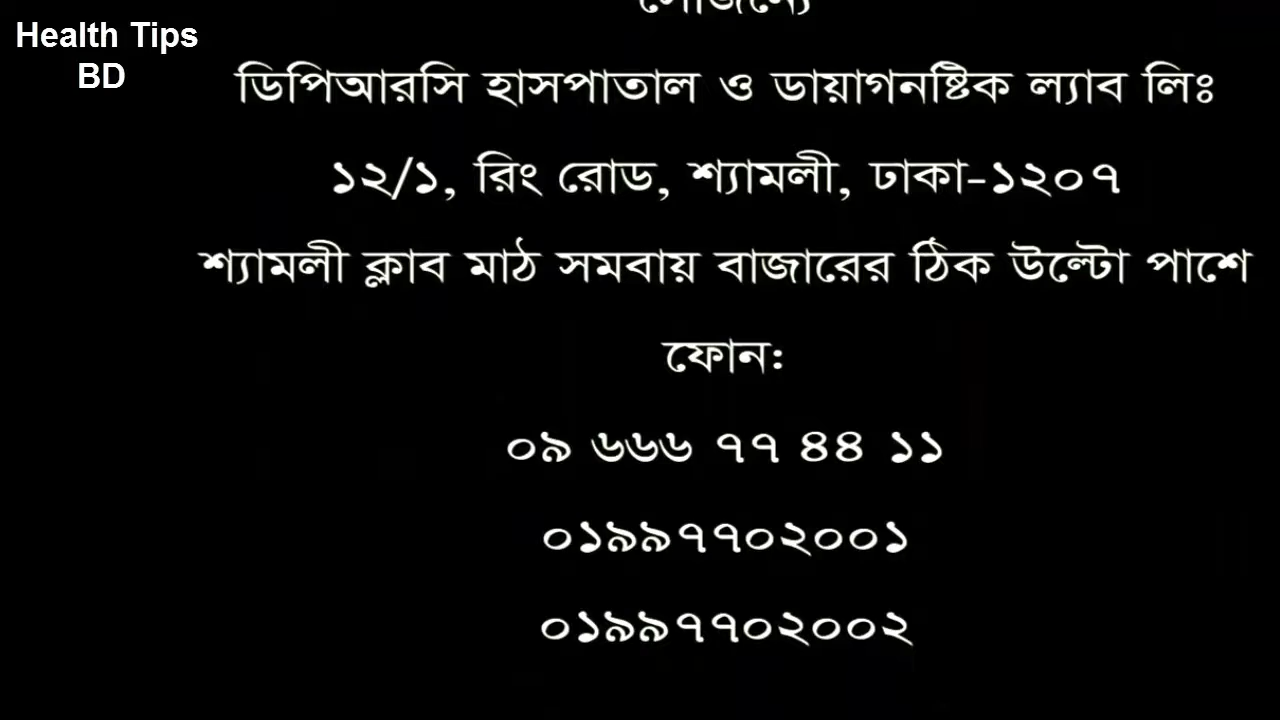 Health Tips
BD
সৌজন্যে
ডিপিআরসি হাসপাতাল ও ডায়াগনষ্টিক ল্যাব লিঃ
১২/১, রিং রোড, শ্যামলী, ঢাকা-১২০৭
শ্যামলী ক্লাব মাঠ সমবায় বাজারের ঠিক উল্টো পাশে
ফোন:
০৯ ৬৬৬ ৭৭ ৪৪ ১১
০১৯৯৭৭০২০০১
০১৯৯৭৭০২০০২